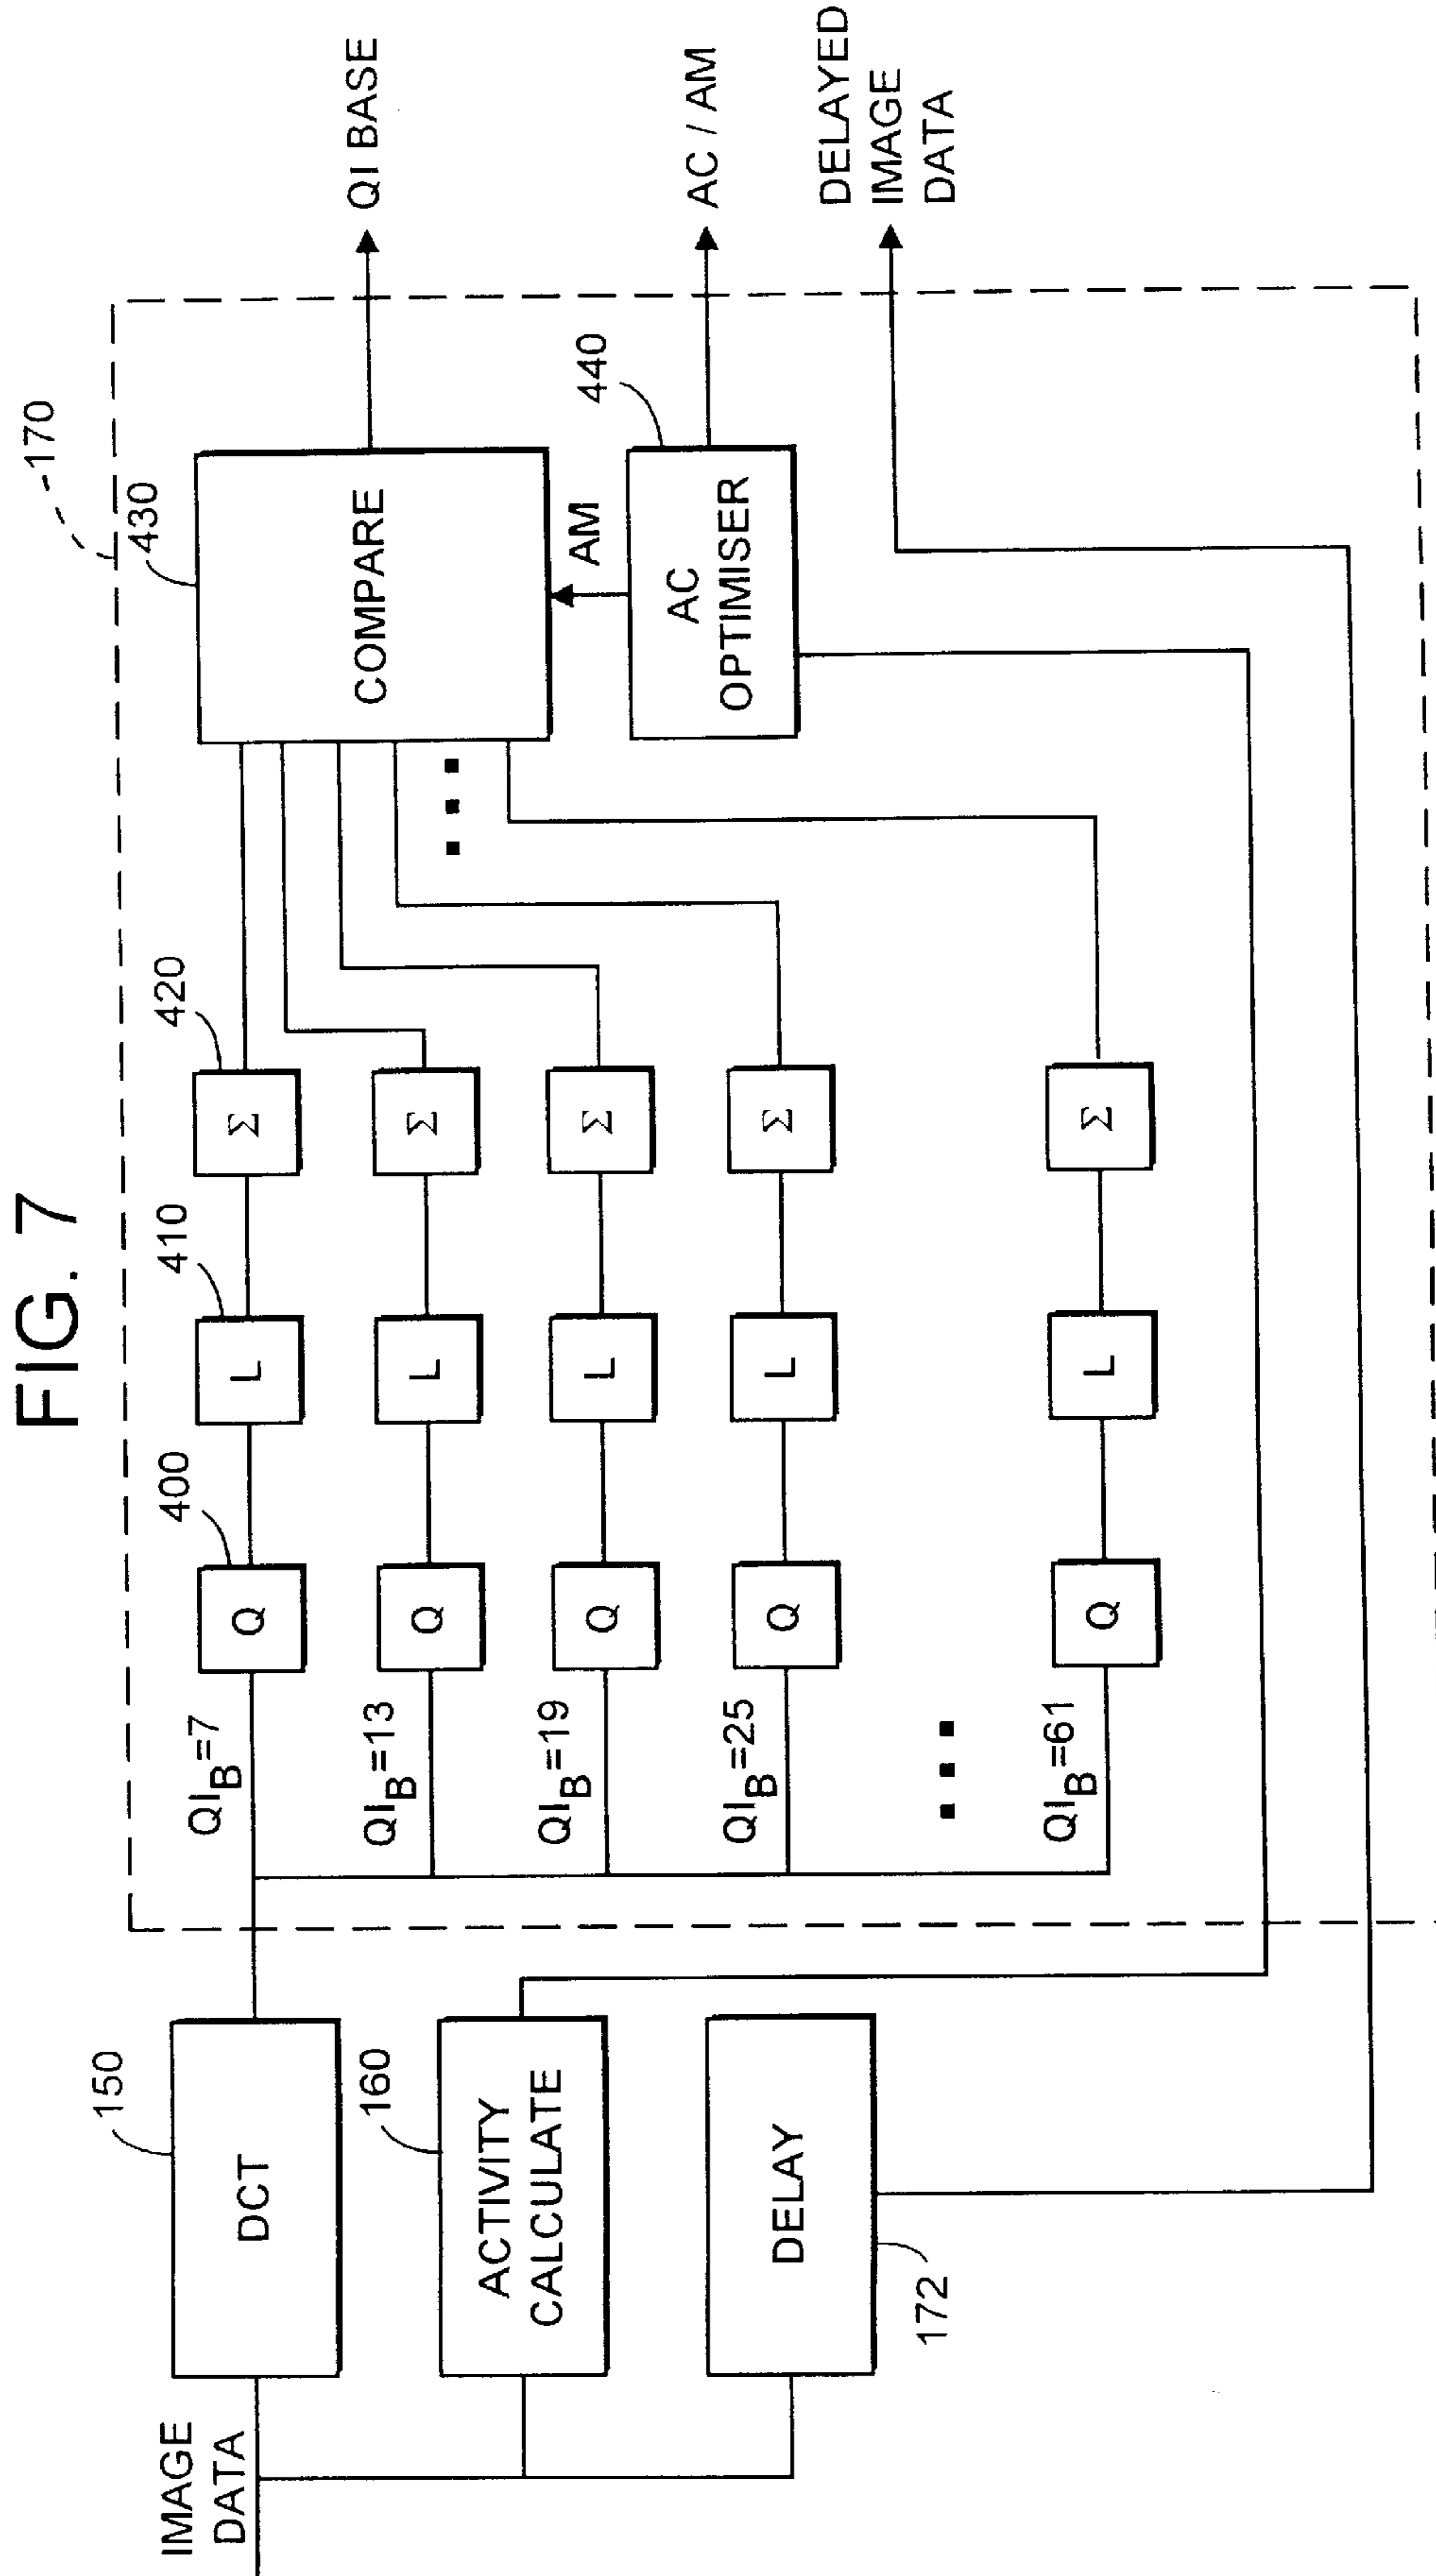 FIG. 7
170
IMAGE
DATA
150
DCT
160
ACTIVITY
CALCULATE
DELAY
172
QIB=7
QIB=13
QIB=19
QIB=25
QIB=61
400
410
420
Q
L
Σ
Q
L
Σ
Q
L
Σ
Q
L
Σ
Q
L
Σ
430
COMPARE
AM
440
AC
OPTIMISER
QI BASE
AC / AM
DELAYED
IMAGE
DATA